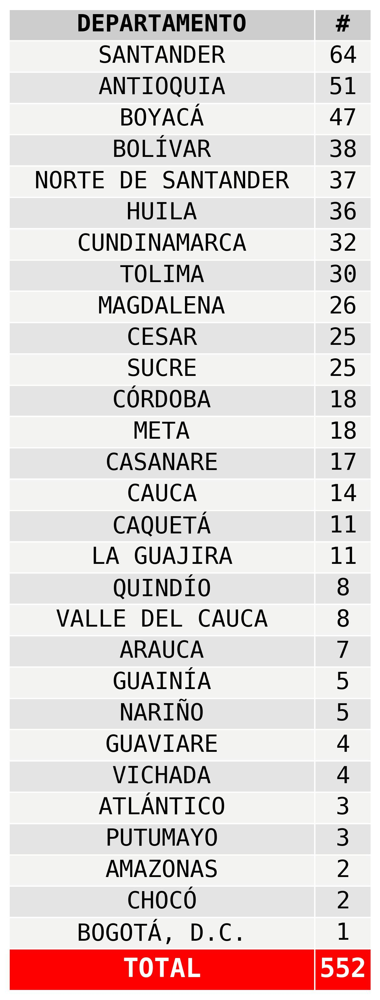 DEPARTAMENTO #
SANTANDER 64
ANTIOQUIA 51
BOYACÁ 47
BOLÍVAR 38
NORTE DE SANTANDER 37
HUILA 36
CUNDINAMARCA 32
TOLIMA 30
MAGDALENA 26
CESAR 25
SUCRE 25
CÓRDOBA 18
META 18
CASANARE 17
CAUCA 14
CAQUETÁ 11
LA GUAJIRA 11
QUINDÍO 8
VALLE DEL CAUCA 8
ARAUCA 7
GUAINÍA 5
NARIÑO 5
GUAVIARE 4
VICHADA 4
ATLÁNTICO 3
PUTUMAYO 3
AMAZONAS 2
CHOCÓ 2
BOGOTÁ, D.C. 1
TOTAL 552